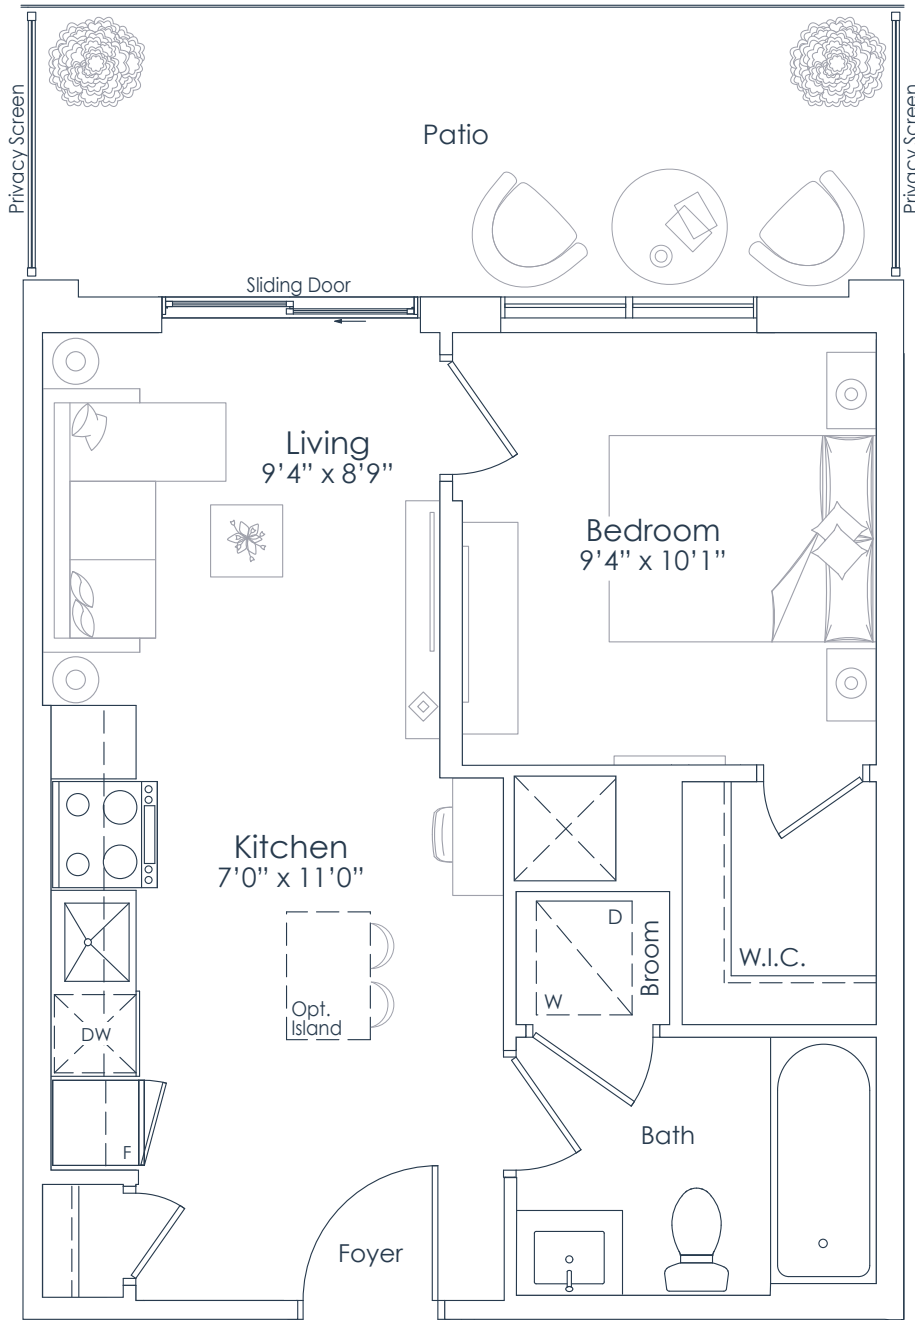 Privacy Screen
Privacy Screen
Patio
Sliding Door
Living
9’4” x 8’9”
Bedroom
9’4” x 10’1”
Kitchen
7’0” x 11’0”
D
W
Broom
W.I.C.
Opt.
Island
DW
F
Bath
Foyer